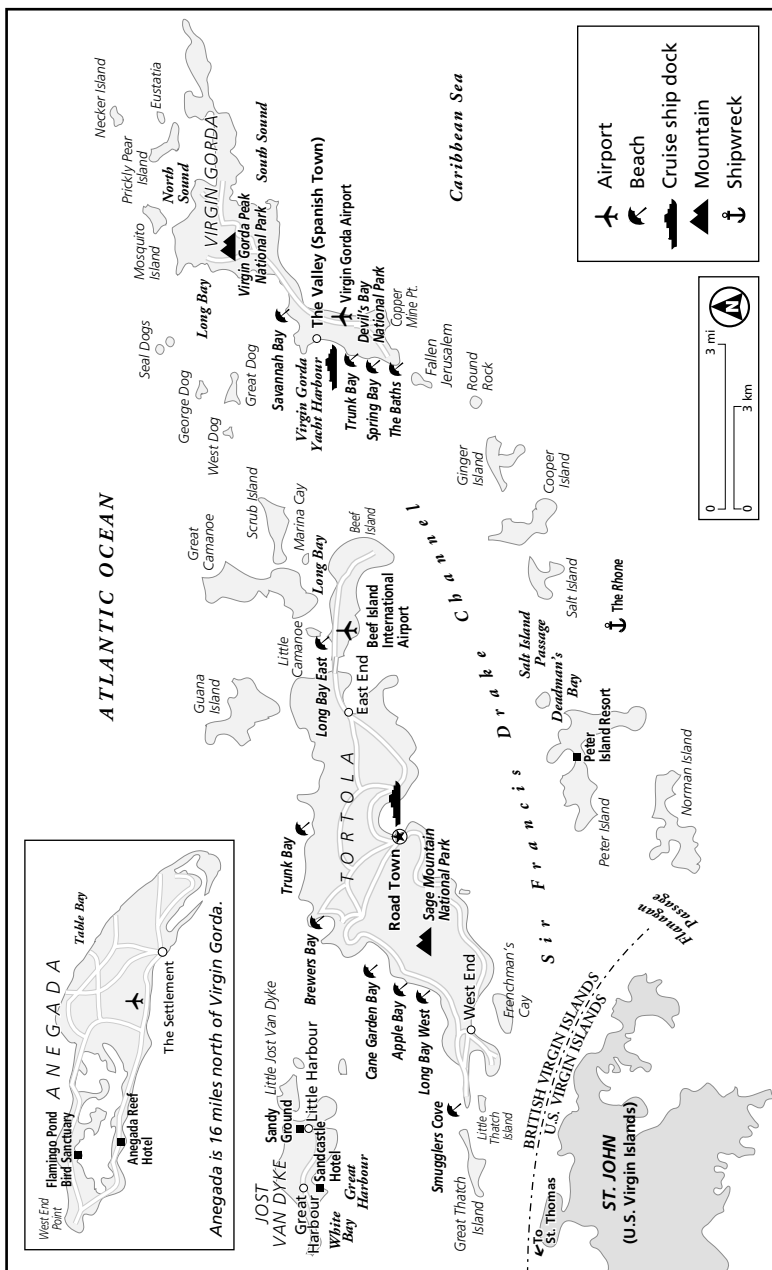 ATLANTIC OCEAN
Caribbean Sea
ANEGADA
West End
Point
Flamingo Pond
Bird Sanctuary
Anegada Reef
Hotel
Table Bay
The Settlement
Anegada is 16 miles north of Virgin Gorda.
JOST
VAN DYKE
Great
Harbour
White
Bay
Sandcastle
Hotel
Great
Harbour
Sandy
Ground
Little Harbour
Little Jost Van Dyke
TORTOLA
Brewers Bay
Trunk Bay
Cane Garden Bay
Apple Bay
Long Bay West
Smugglers Cove
West End
Frenchman's
Cay
Little
Thatch
Island
Great Thatch
Island
Road Town
Sage Mountain
National Park
East End
Long Bay East
Beef Island
International
Airport
Beef
Island
Long Bay
Marina Cay
Scrub Island
Great
Camanoe
Little
Camanoe
Guana
Island
George Dog
West Dog
Great Dog
Seal Dogs
Mosquito
Island
Prickly Pear
Island
Necker Island
Eustatia
North
Sound
VIRGIN GORDA
South Sound
Long Bay
Virgin Gorda Peak
National Park
Savannah Bay
The Valley (Spanish Town)
Virgin Gorda
Yacht Harbour
Virgin Gorda Airport
Trunk Bay
Spring Bay
The Baths
Devil's Bay
National Park
Copper
Mine Pt.
Fallen
Jerusalem
Round
Rock
Ginger
Island
Cooper
Island
Salt Island
Salt Island
Passage
The Rhone
Deadman's
Bay
Peter
Island Resort
Peter Island
Norman Island
Sir Francis Drake Channel
Flanagan
Passage
BRITISH VIRGIN ISLANDS
U.S. VIRGIN ISLANDS
To
St. Thomas
ST. JOHN
(U.S. Virgin Islands)
Airport
Beach
Cruise ship dock
Mountain
Shipwreck
0 3 mi
0 3 km
N